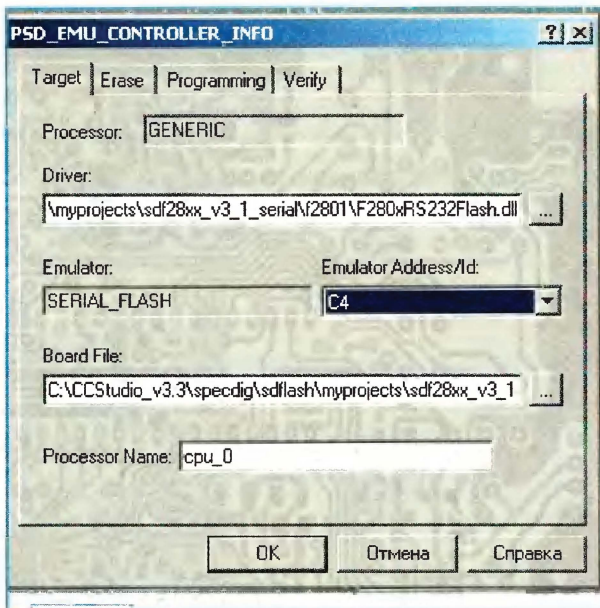 PSD_EMU_CONTROLLER_INFO
Target Erase Programming Verify
Processor: GENERIC
Driver:
\myprojects\sdf28xx_v3_1_serial\f2801\F280xRS232Flash.dll ...
Emulator: Emulator Address/Id:
SERIAL_FLASH C4
Board File:
C:\CCStudio_v3.3\specdig\sdflash\myprojects\sdf28xx_v3_1 ...
Processor Name: cpu_0
OK Отмена Справка